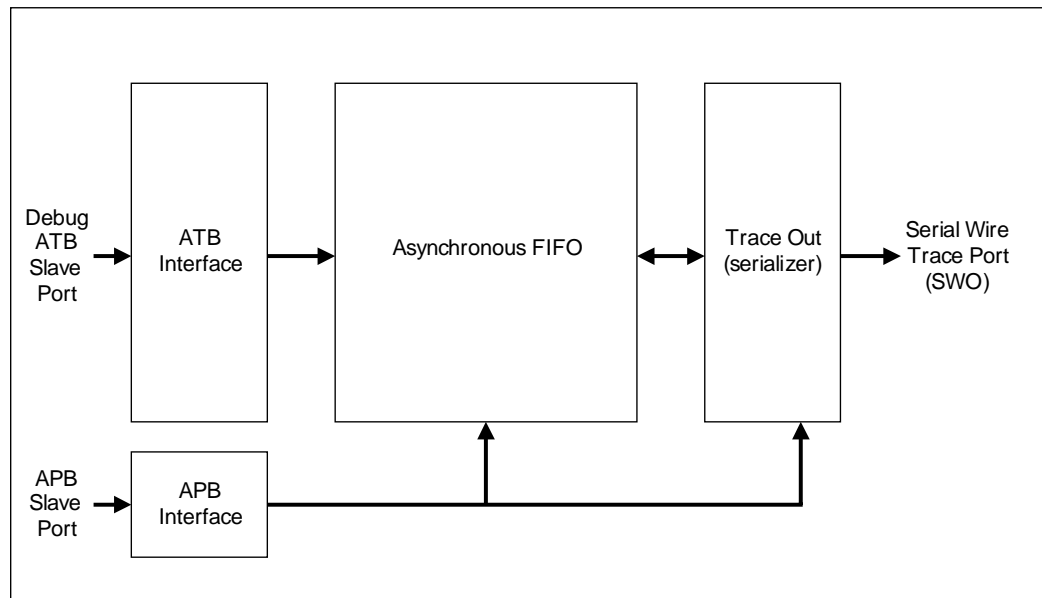 Debug
ATB
Slave
Port
ATB
Interface
Asynchronous FIFO
Trace Out
(serializer)
Serial Wire
Trace Port
(SWO)
APB
Slave
Port
APB
Interface